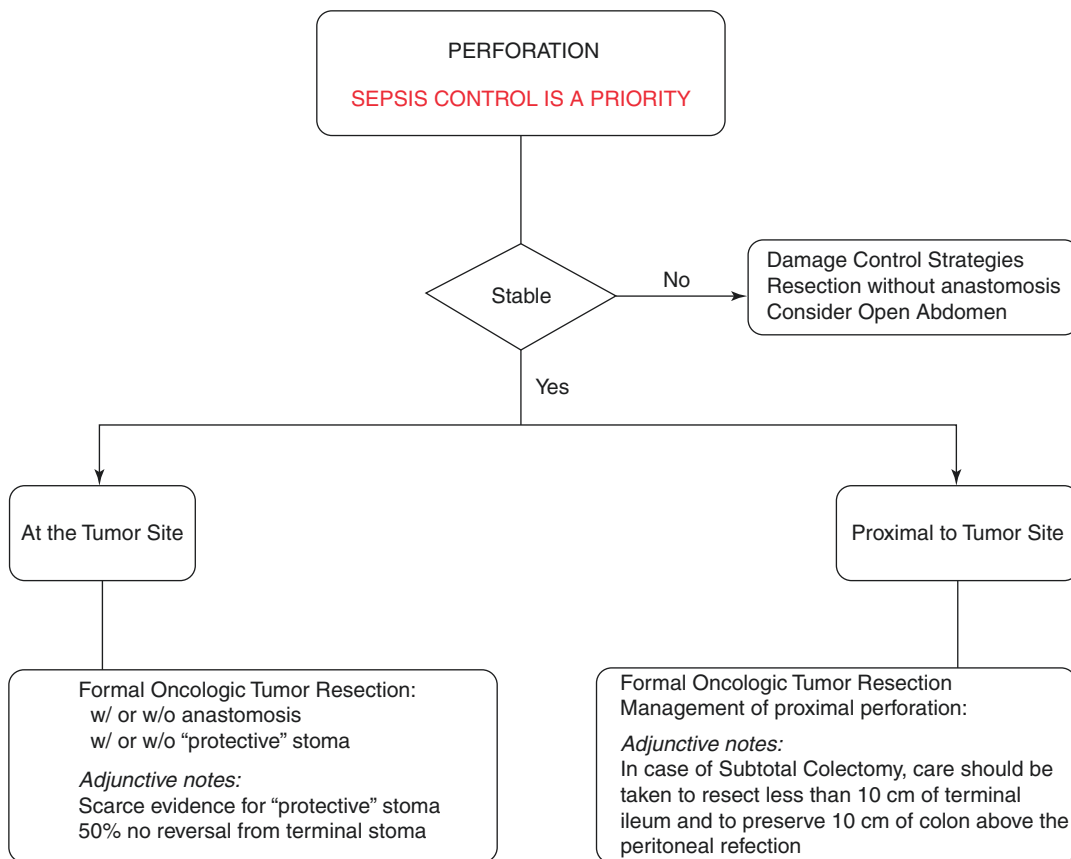 PERFORATION
SEPSIS CONTROL IS A PRIORITY
Stable
No
Damage Control Strategies
Resection without anastomosis
Consider Open Abdomen
Yes
At the Tumor Site
Proximal to Tumor Site
Formal Oncologic Tumor Resection:
w/ or w/o anastomosis
w/ or w/o “protective” stoma
Adjunctive notes:
Scarce evidence for “protective” stoma
50% no reversal from terminal stoma
Formal Oncologic Tumor Resection
Management of proximal perforation:
Adjunctive notes:
In case of Subtotal Colectomy, care should be
taken to resect less than 10 cm of terminal
ileum and to preserve 10 cm of colon above the
peritoneal refection